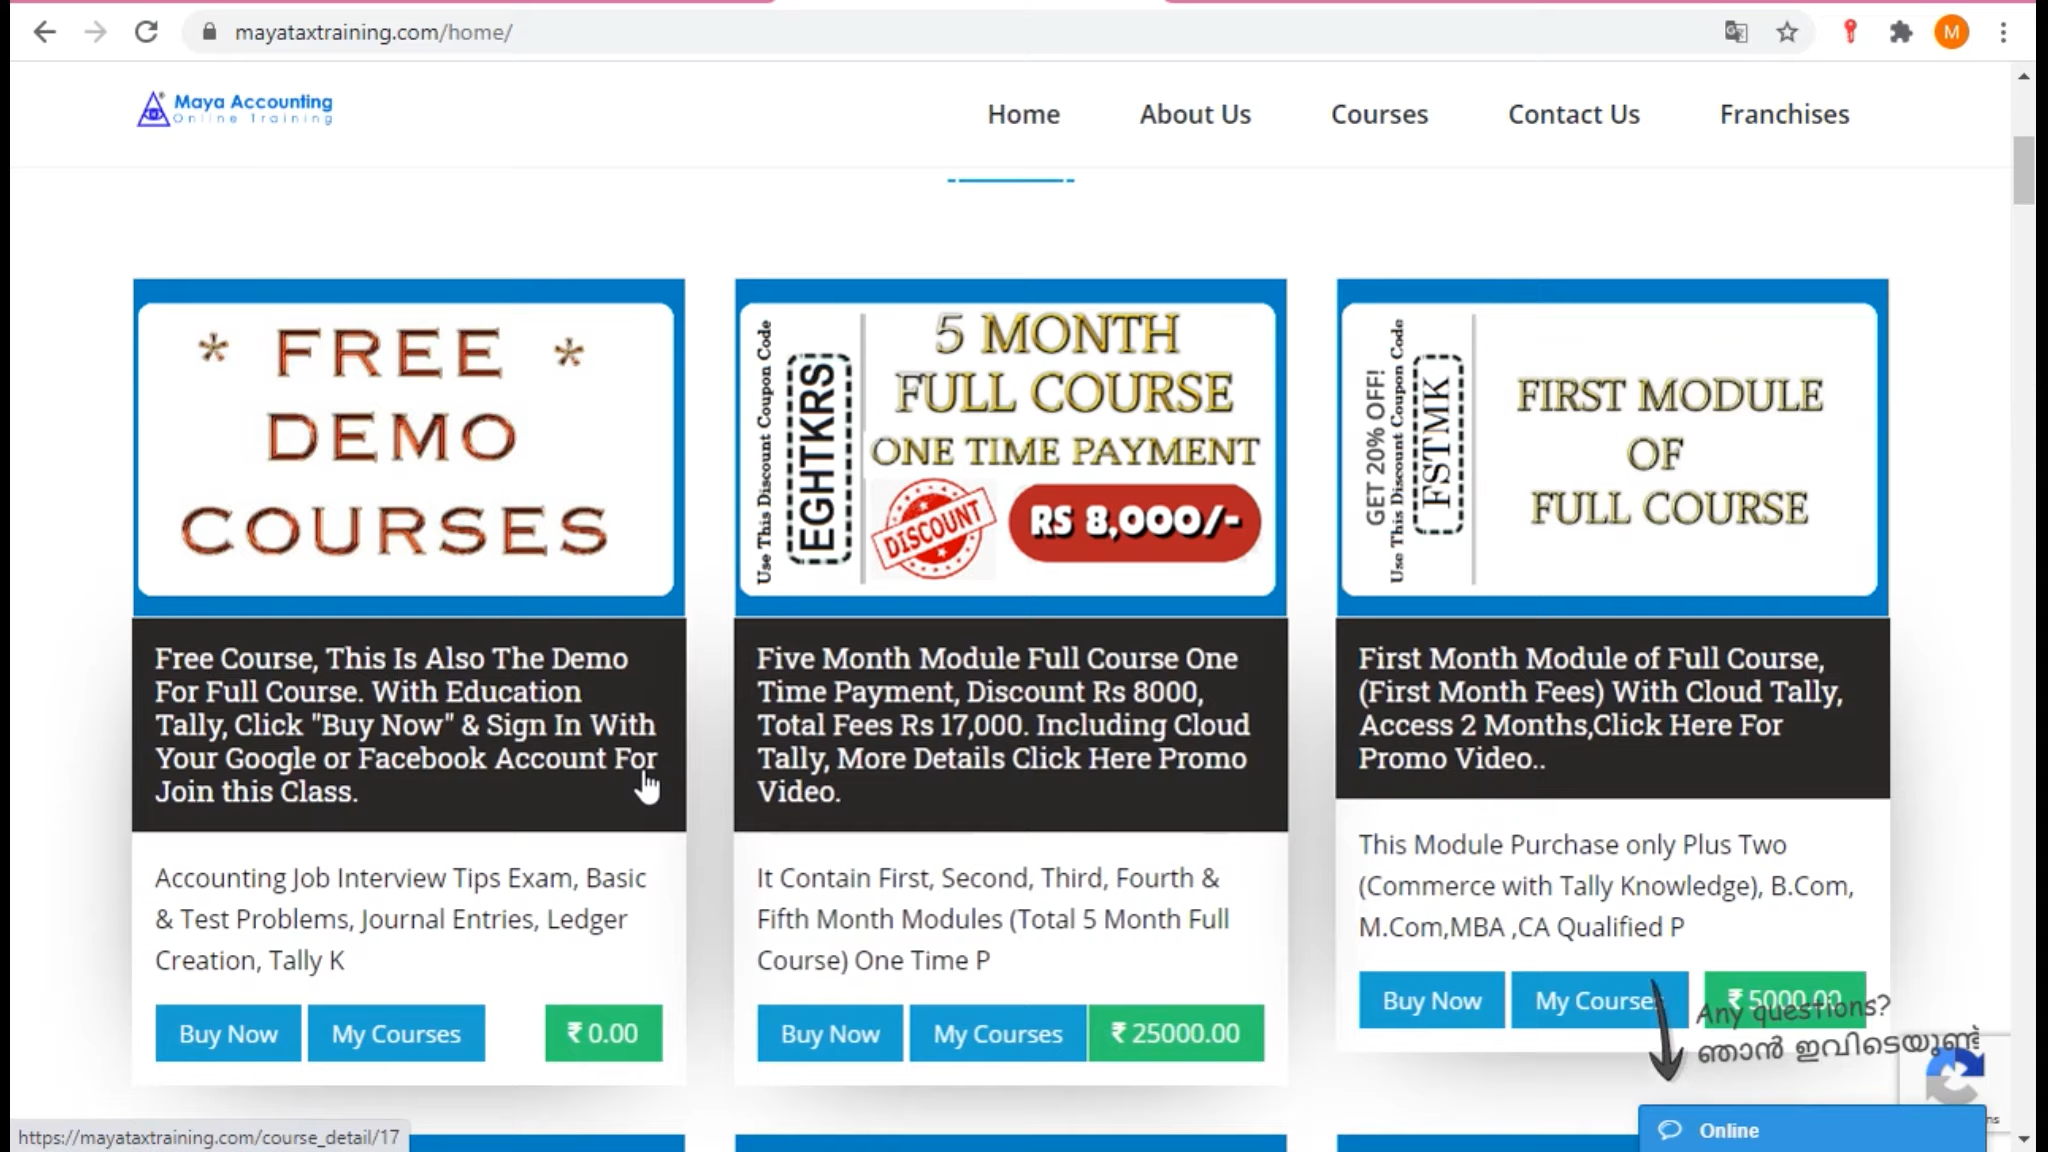 mayataxtraining.com/home/
M
Maya Accounting
Online Training
Home
About Us
Courses
Contact Us
Franchises
* FREE *
DEMO
COURSES
Use This Discount Coupon Code
EGHTKRS
5 MONTH
FULL COURSE
ONE TIME PAYMENT
DISCOUNT
RS 8,000/-
GET 20% OFF!
Use This Discount Coupon Code
FSTMK
FIRST MODULE
OF
FULL COURSE
Free Course, This Is Also The Demo
For Full Course. With Education
Tally, Click "Buy Now" & Sign In With
Your Google or Facebook Account For
Join this Class.
Five Month Module Full Course One
Time Payment, Discount Rs 8000,
Total Fees Rs 17,000. Including Cloud
Tally, More Details Click Here Promo
Video.
First Month Module of Full Course,
(First Month Fees) With Cloud Tally,
Access 2 Months,Click Here For
Promo Video..
Accounting Job Interview Tips Exam, Basic
& Test Problems, Journal Entries, Ledger
Creation, Tally K
It Contain First, Second, Third, Fourth &
Fifth Month Modules (Total 5 Month Full
Course) One Time P
This Module Purchase only Plus Two
(Commerce with Tally Knowledge), B.Com,
M.Com,MBA ,CA Qualified P
Buy Now
My Courses
₹ 0.00
Buy Now
My Courses
₹ 25000.00
Buy Now
My Courses
₹ 5000.00
Any questions?
ഞാൻ ഇവിടെയുണ്ട്
Online
https://mayataxtraining.com/course_detail/17